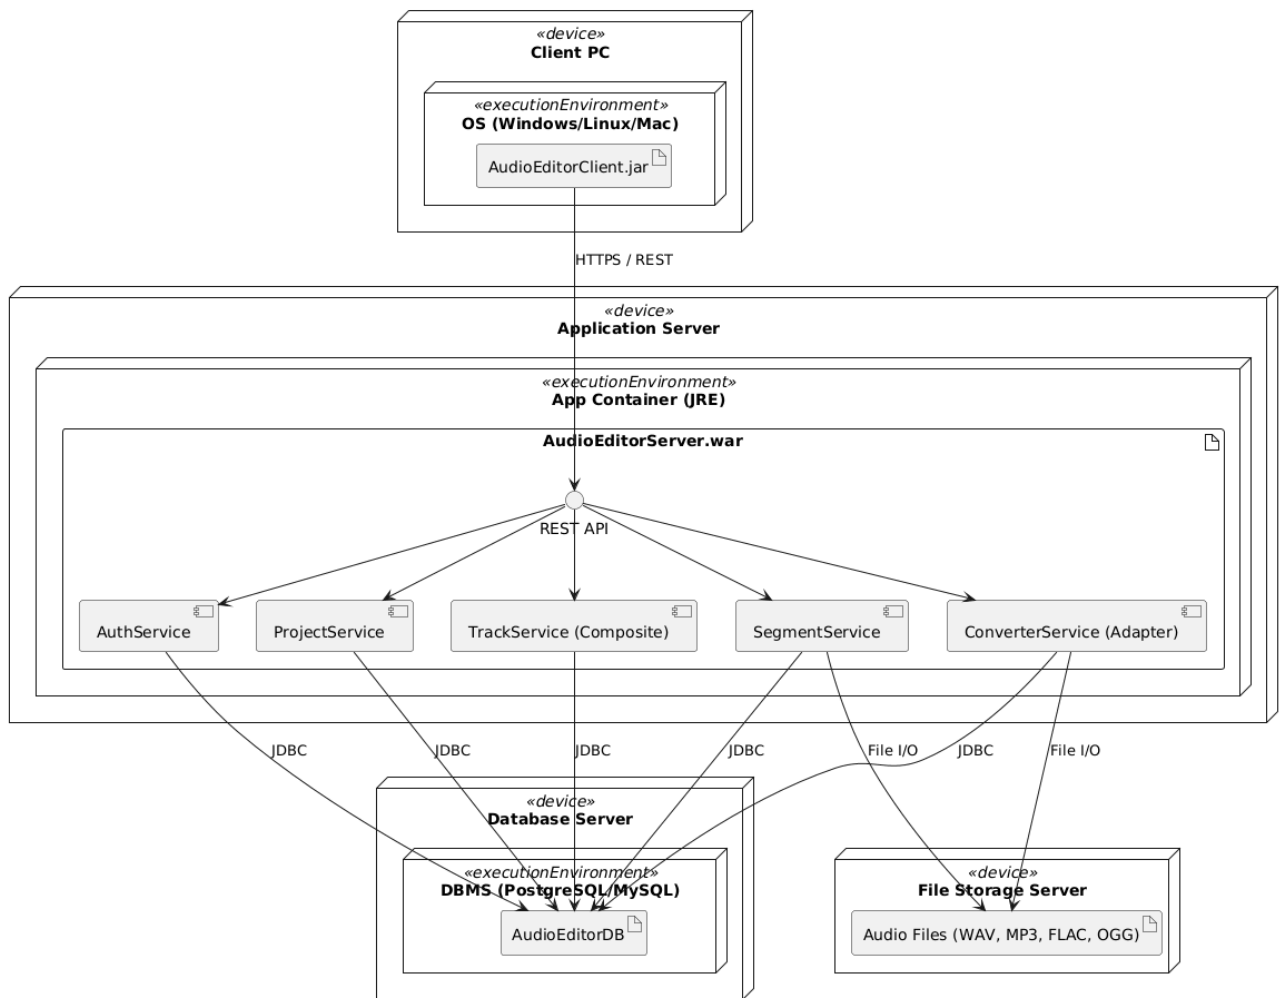 «device»
Client PC
«executionEnvironment»
OS (Windows/Linux/Mac)
AudioEditorClient.jar
HTTPS / REST
«device»
Application Server
«executionEnvironment»
App Container (JRE)
AudioEditorServer.war
REST API
AuthService
ProjectService
TrackService (Composite)
SegmentService
ConverterService (Adapter)
JDBC
JDBC
JDBC
JDBC
File I/O
JDBC
File I/O
«device»
Database Server
«executionEnvironment»
DBMS (PostgreSQL/MySQL)
AudioEditorDB
«device»
File Storage Server
Audio Files (WAV, MP3, FLAC, OGG)